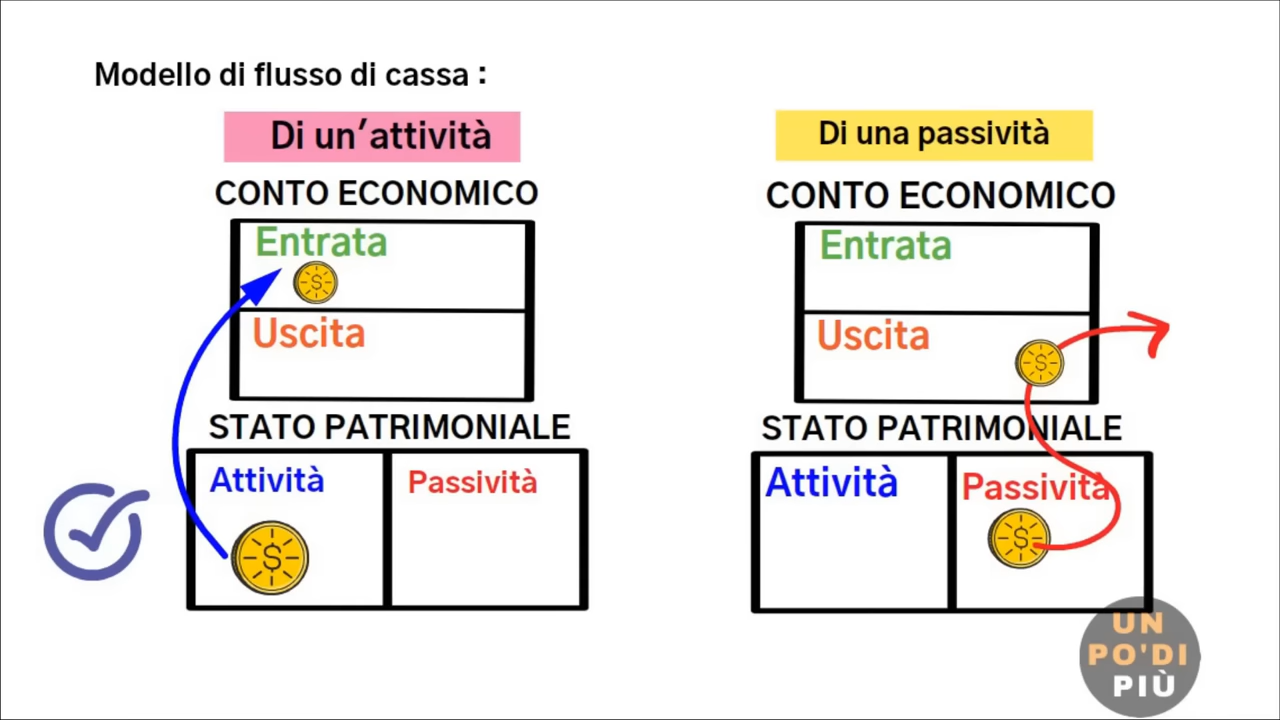 Modello di flusso di cassa :
Di un'attività
CONTO ECONOMICO
Entrata
$
Uscita
STATO PATRIMONIALE
Attività
Passività
$
Di una passività
CONTO ECONOMICO
Entrata
Uscita
$
STATO PATRIMONIALE
Attività
Passività
$
UN
PO'DI
PIÙ